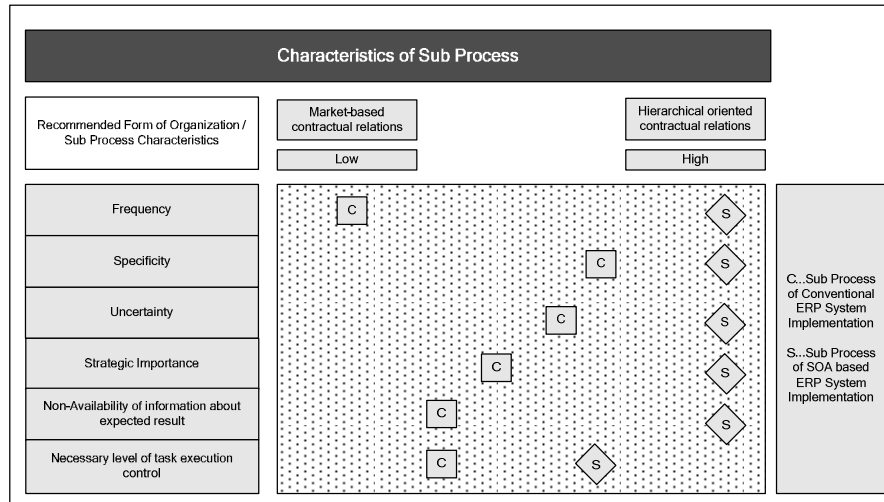 Characteristics of Sub Process
Recommended Form of Organization /
Sub Process Characteristics
Market-based
contractual relations
Hierarchical oriented
contractual relations
Low
High
Frequency
C
S
Specificity
C
S
Uncertainty
C
S
Strategic Importance
C
S
Non-Availability of information about
expected result
C
S
Necessary level of task execution
control
C
S
C...Sub Process
of Conventional
ERP System
Implementation
S...Sub Process
of SOA based
ERP System
Implementation